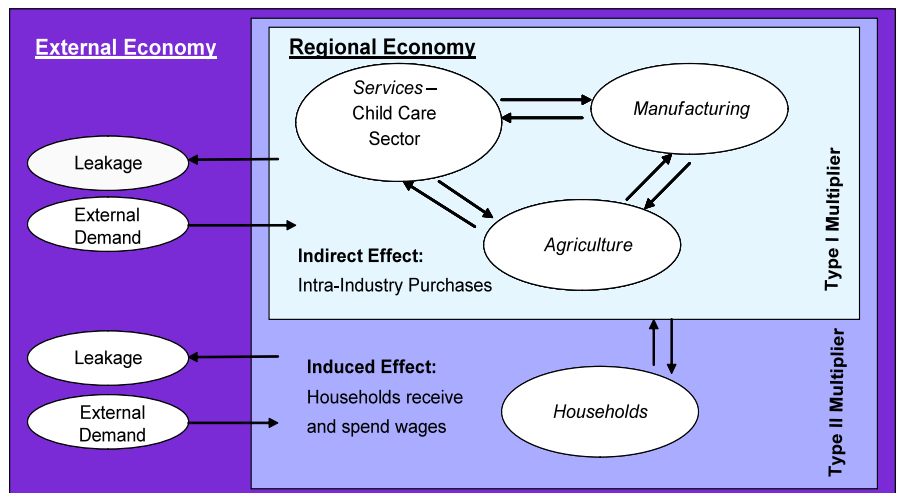 External Economy
Regional Economy
Services –
Child Care
Sector
Manufacturing
Agriculture
Leakage
External
Demand
Indirect Effect:
Intra-Industry Purchases
Type I Multiplier
Leakage
External
Demand
Induced Effect:
Households receive
and spend wages
Households
Type II Multiplier